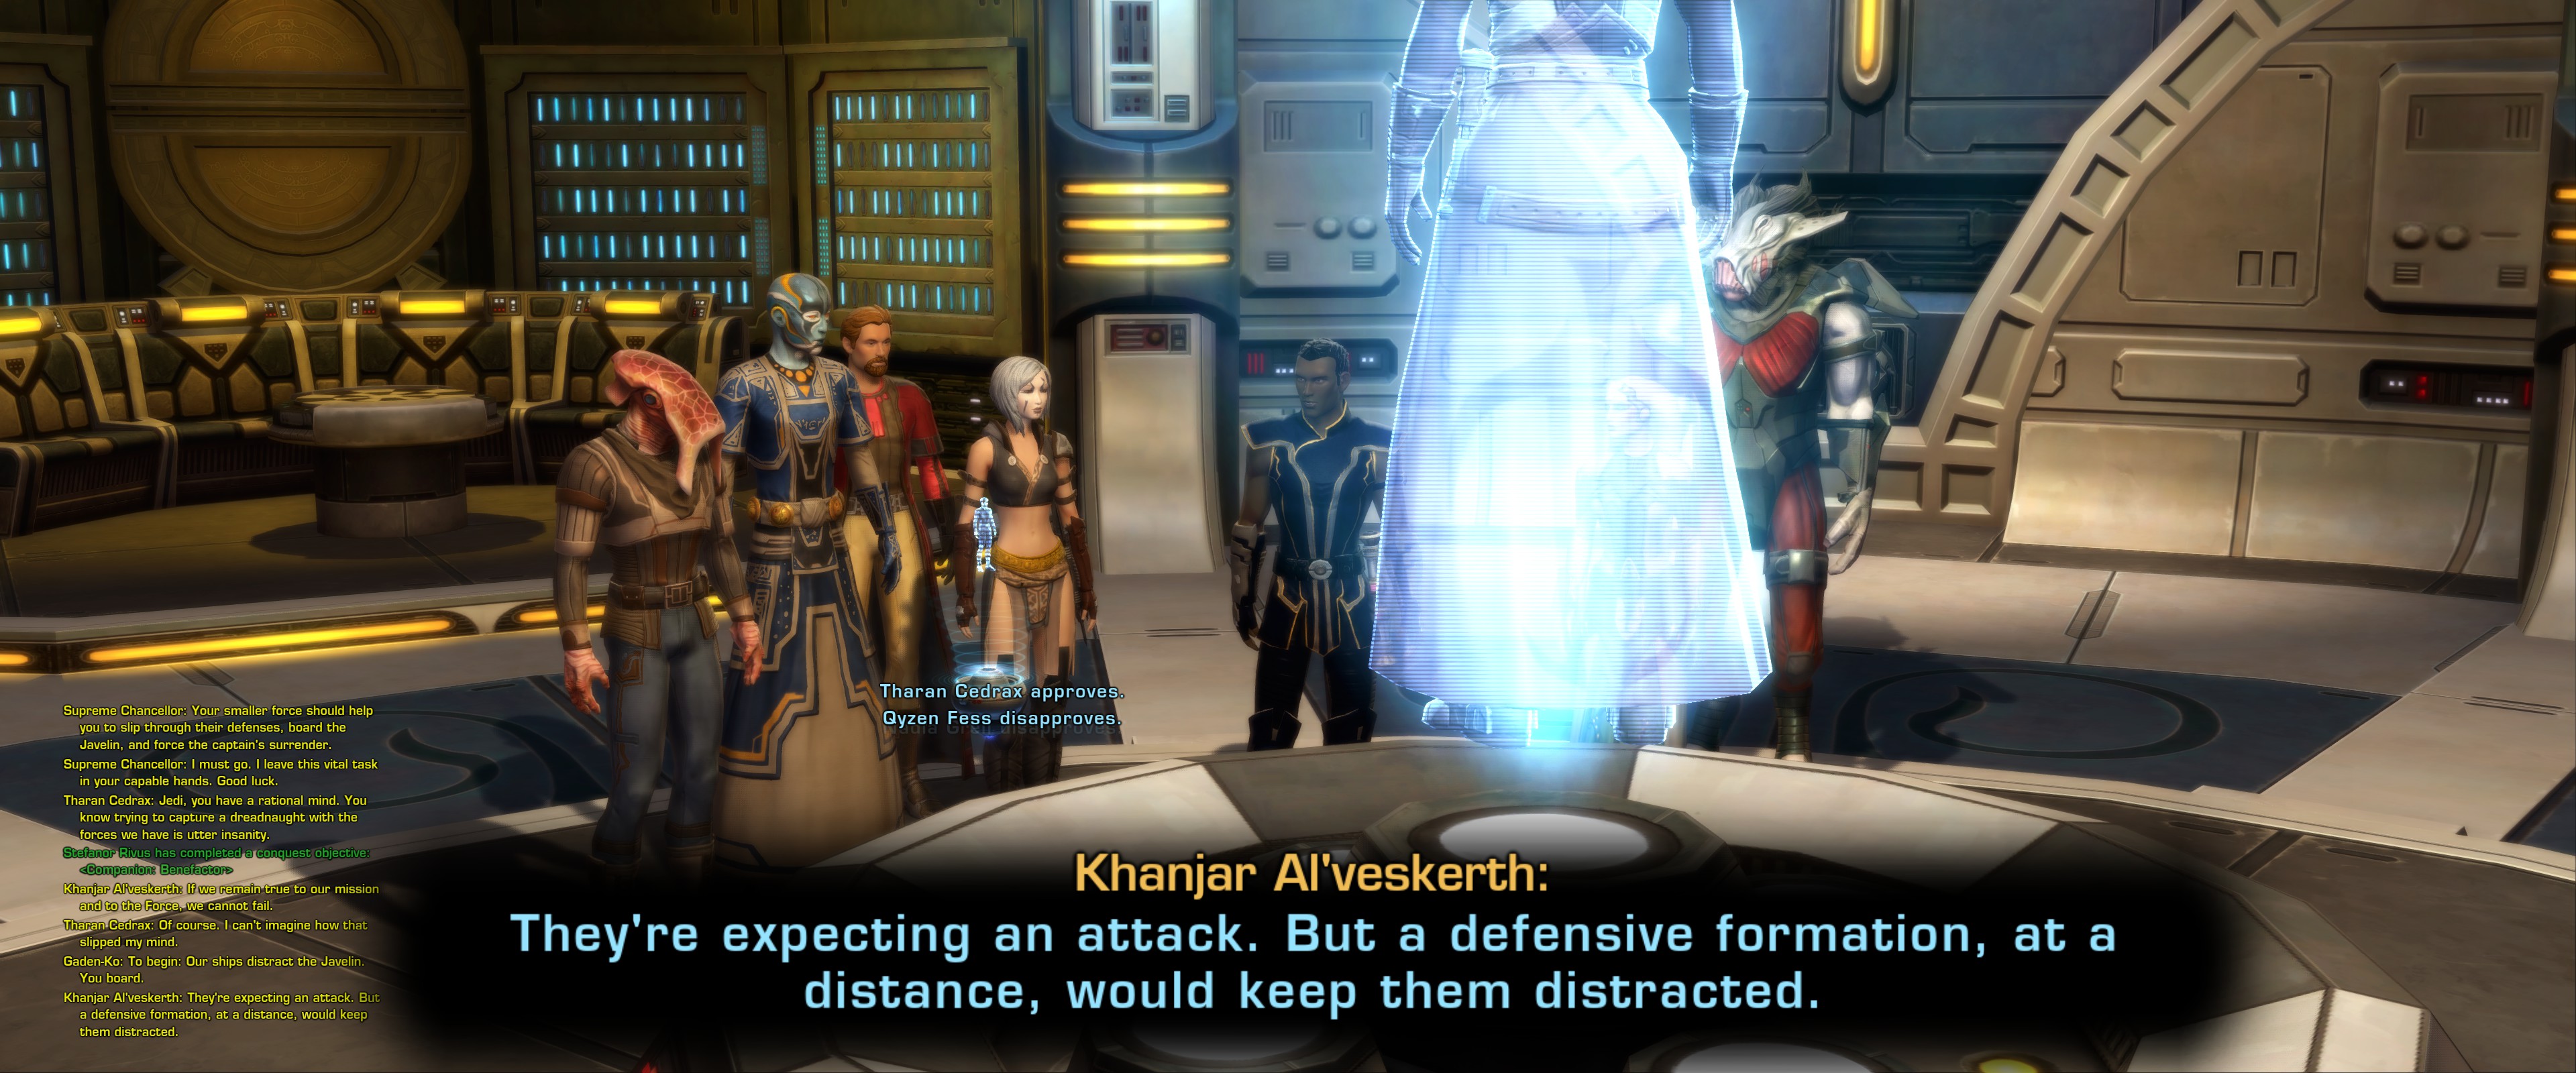 Tharan Cedrax approves.
Qyzen Fess disapproves.
Nadia Grell disapproves.
Supreme Chancellor: Your smaller force should help
you to slip through their defenses, board the
Javelin, and force the captain's surrender.
Supreme Chancellor: I must go. I leave this vital task
in your capable hands. Good luck.
Tharan Cedrax: Jedi, you have a rational mind. You
know trying to capture a dreadnaught with the
forces we have is utter insanity.
Stefanor Rivus has completed a conquest objective:
<Companion: Benefactor>
Khanjar Al'veskerth: If we remain true to our mission
and to the Force, we cannot fail.
Tharan Cedrax: Of course. I can't imagine how that
slipped my mind.
Gaden-Ko: To begin: Our ships distract the Javelin.
You board.
Khanjar Al'veskerth: They're expecting an attack. But
a defensive formation, at a distance, would keep
them distracted.
Khanjar Al'veskerth:
They're expecting an attack. But a defensive formation, at a
distance, would keep them distracted.